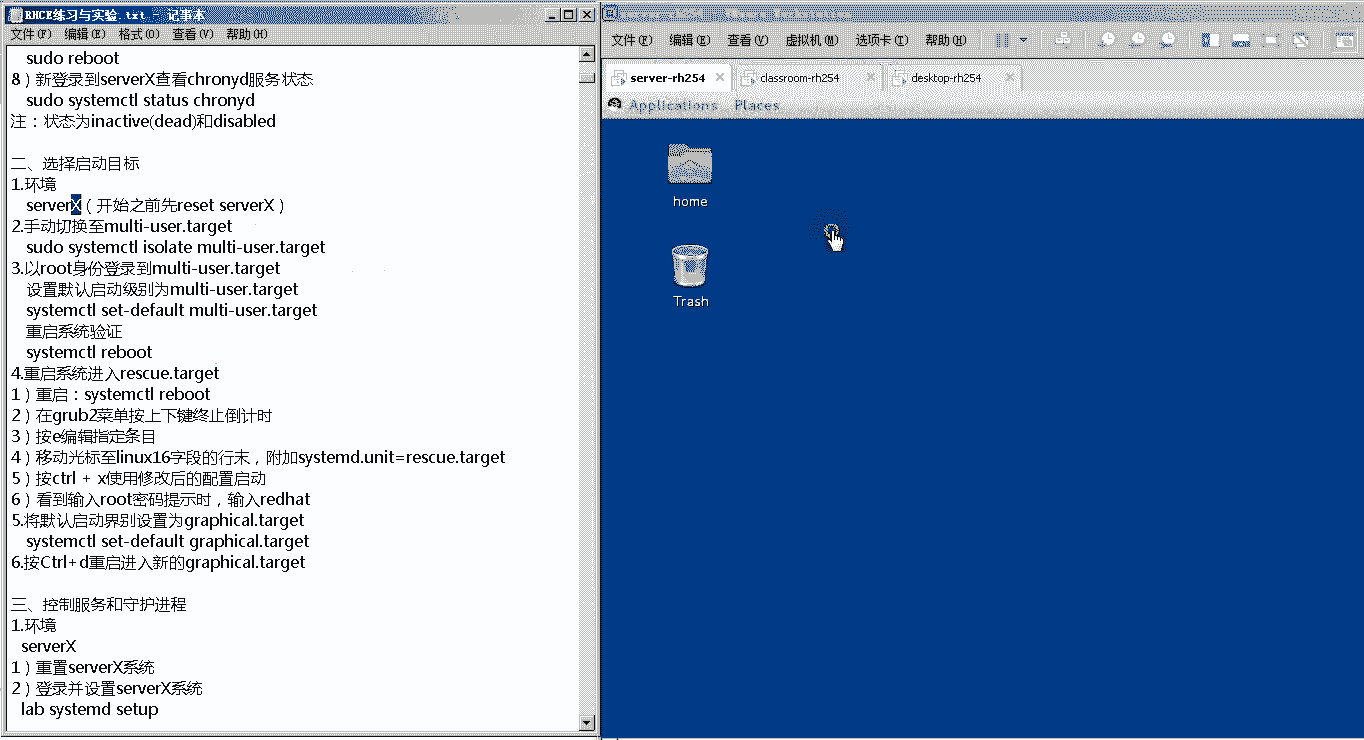 RHCE练习与实验.txt - 记事本
文件(F) 编辑(E) 格式(O) 查看(V) 帮助(H)
sudo reboot
8）新登录到serverX查看chronyd服务状态
sudo systemctl status chronyd
注：状态为inactive(dead)和disabled
二、选择启动目标
1.环境
serverX（开始之前先reset serverX）
2.手动切换至multi-user.target
sudo systemctl isolate multi-user.target
3.以root身份登录到multi-user.target
设置默认启动级别为multi-user.target
systemctl set-default multi-user.target
重启系统验证
systemctl reboot
4.重启系统进入rescue.target
1）重启：systemctl reboot
2）在grub2菜单按上下键终止倒计时
3）按e编辑指定条目
4）移动光标至linux16字段的行末，附加systemd.unit=rescue.target
5）按ctrl + x使用修改后的配置启动
6）看到输入root密码提示时，输入redhat
5.将默认启动界别设置为graphical.target
systemctl set-default graphical.target
6.按Ctrl+d重启进入新的graphical.target
三、控制服务和守护进程
1.环境
serverX
1）重置serverX系统
2）登录并设置serverX系统
lab systemd setup
文件(F) 编辑(E) 查看(V) 虚拟机(M) 选项卡(T) 帮助(H)
server-rh254 classroom-rh254 desktop-rh254
Applications Places
home
Trash